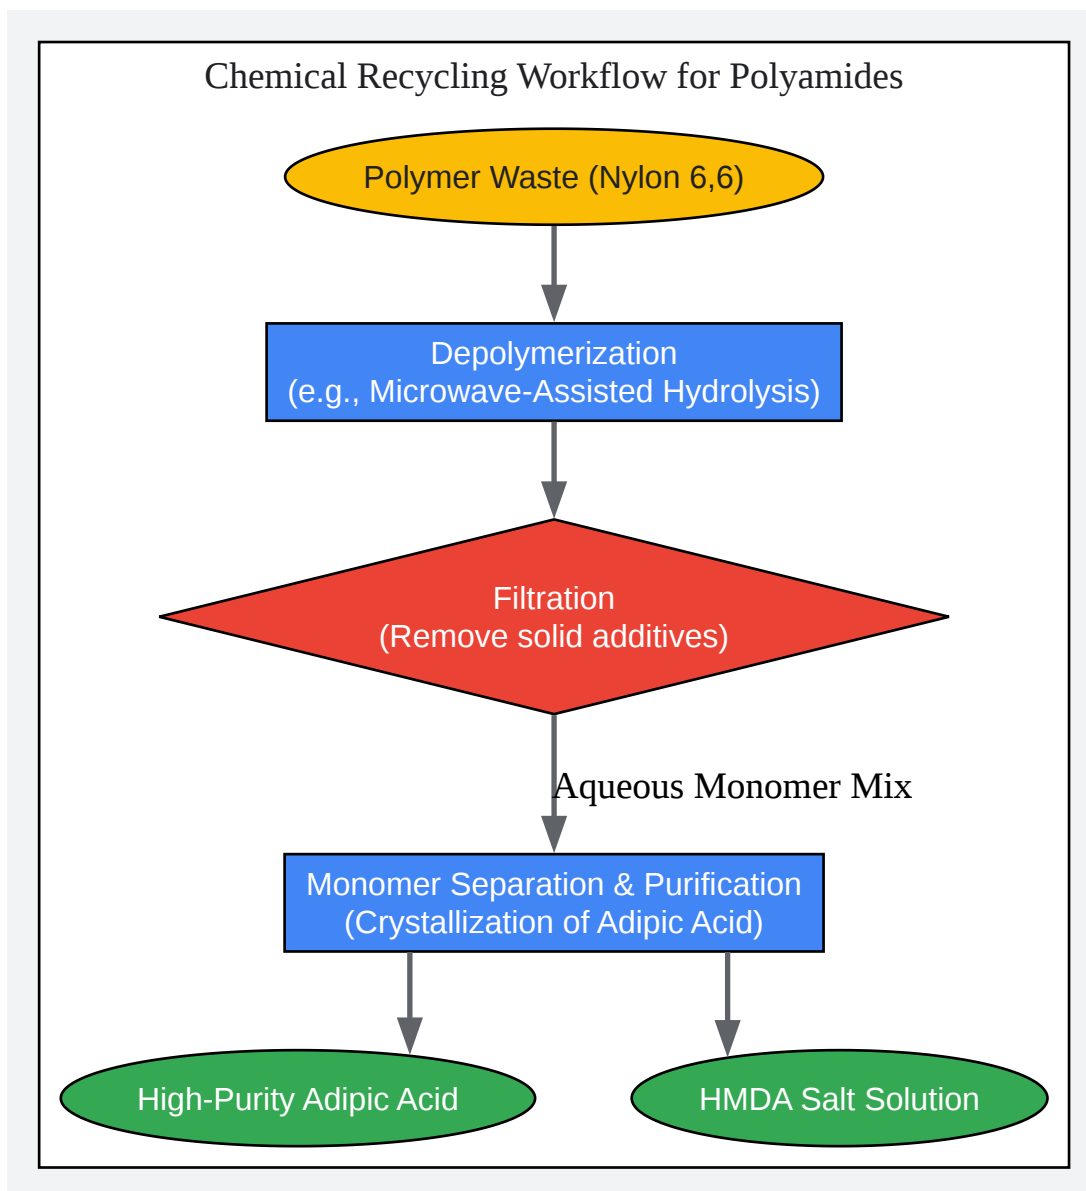 Chemical Recycling Workflow for Polyamides
Polymer Waste (Nylon 6,6)
Depolymerization
(e.g., Microwave-Assisted Hydrolysis)
Filtration
(Remove solid additives)
Aqueous Monomer Mix
Monomer Separation & Purification
(Crystallization of Adipic Acid)
High-Purity Adipic Acid
HMDA Salt Solution